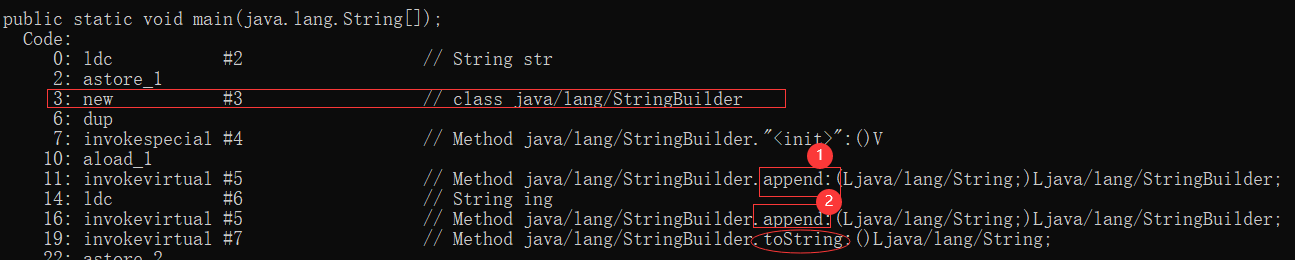 public static void main(java.lang.String[]);
Code:
0: ldc #2 // String str
2: astore_1
3: new #3 // class java/lang/StringBuilder
6: dup
7: invokespecial #4 // Method java/lang/StringBuilder."<init>":()V
10: aload_1
1
11: invokevirtual #5 // Method java/lang/StringBuilder.append:(Ljava/lang/String;)Ljava/lang/StringBuilder;
14: ldc #6 // String ing
2
16: invokevirtual #5 // Method java/lang/StringBuilder.append:(Ljava/lang/String;)Ljava/lang/StringBuilder;
19: invokevirtual #7 // Method java/lang/StringBuilder.toString:()Ljava/lang/String;
22: astore_2